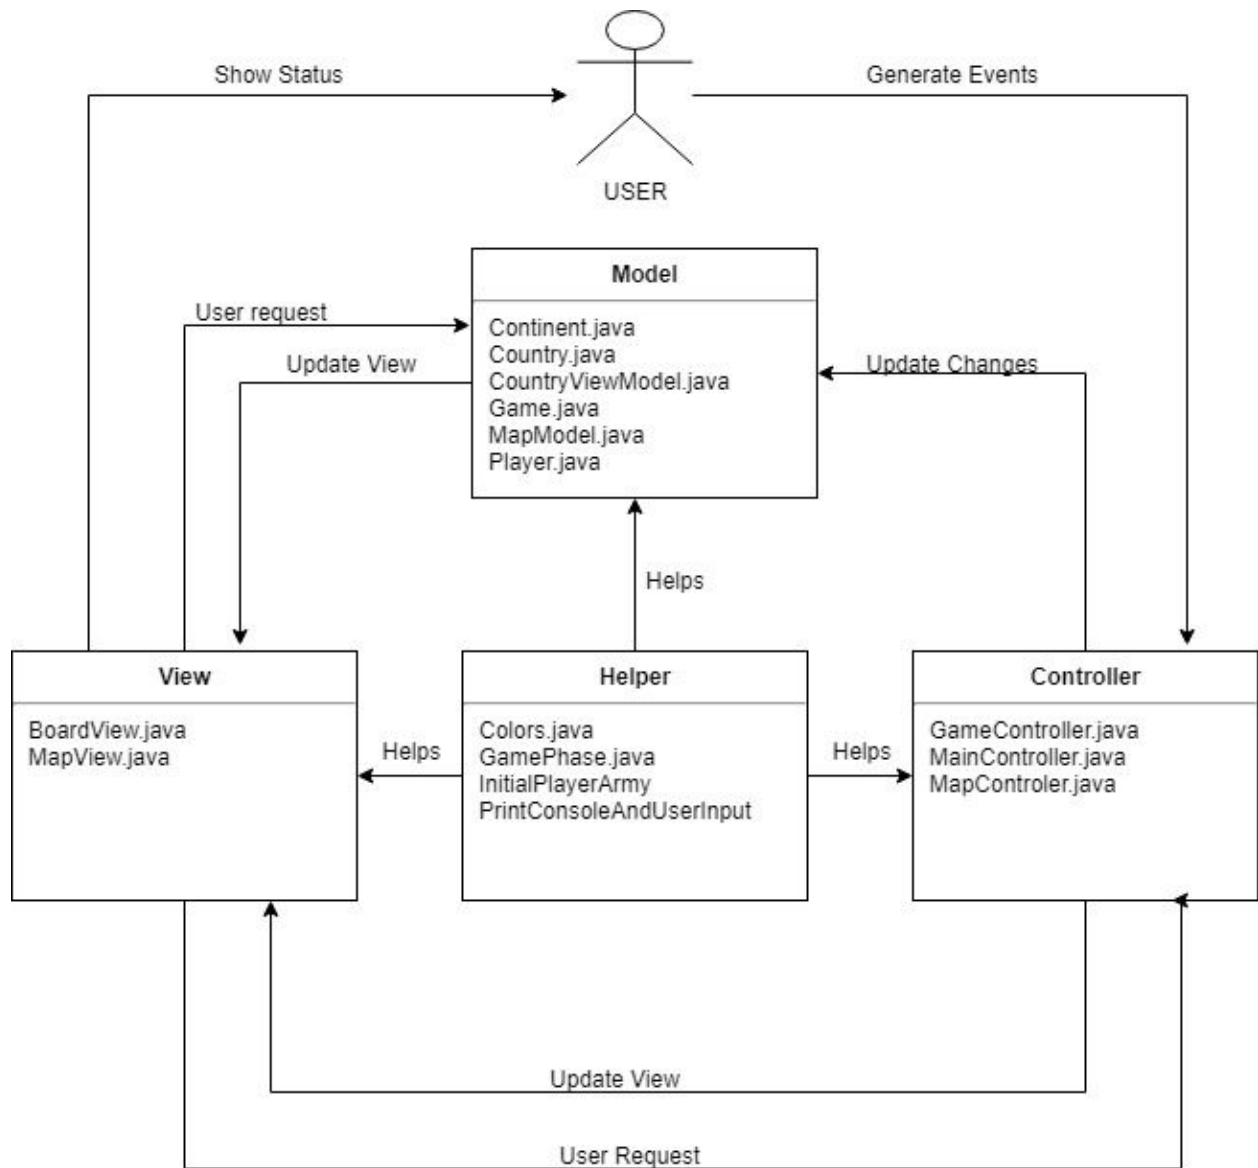 Show Status
Generate Events
USER
Model
Continent.java
Country.java
CountryViewModel.java
Game.java
MapModel.java
Player.java
User request
Update View
Update Changes
Helps
View
BoardView.java
MapView.java
Helps
Helper
Colors.java
GamePhase.java
InitialPlayerArmy
PrintConsoleAndUserInput
Helps
Controller
GameController.java
MainController.java
MapControler.java
Update View
User Request